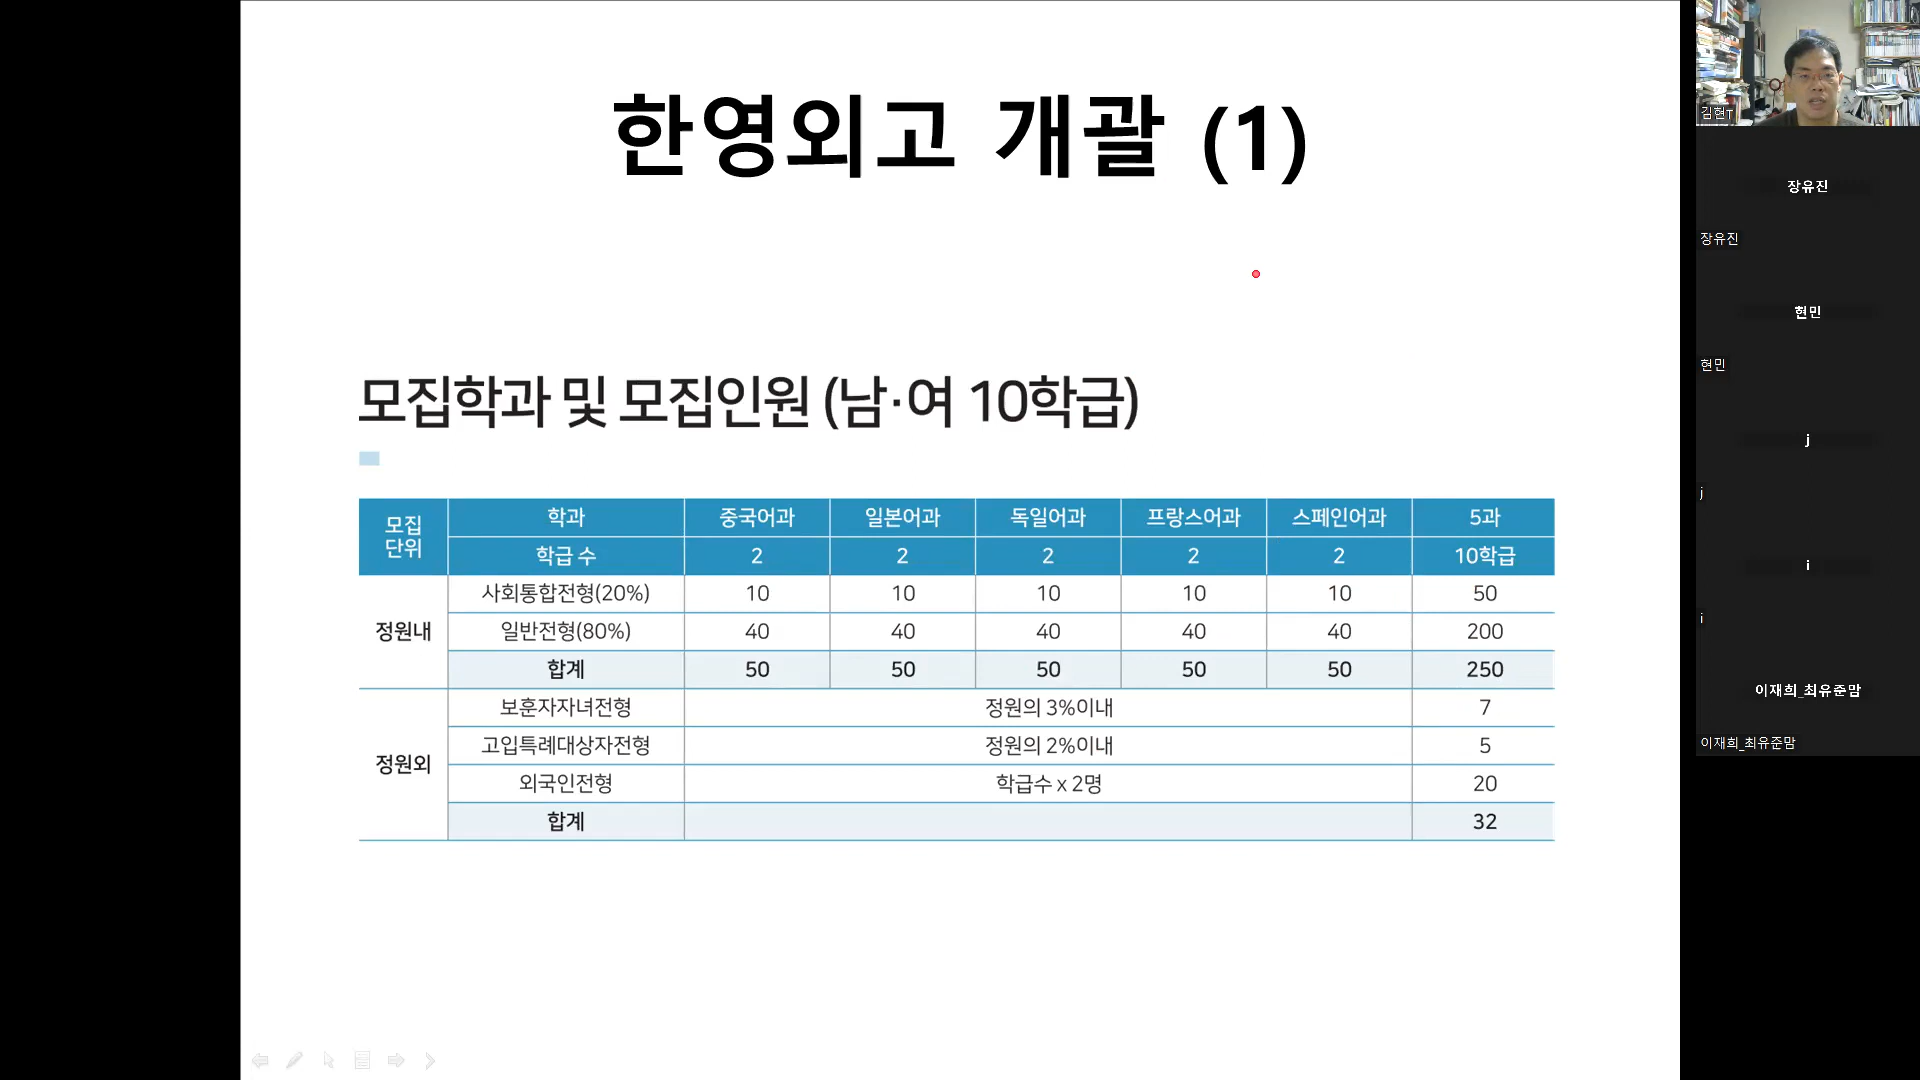 한영외고 개괄 (1)
모집학과 및 모집인원 (남·여 10학급)
모집 단위 학과 중국어과 일본어과 독일어과 프랑스어과 스페인어과 5과
학급 수 2 2 2 2 2 10학급
정원내 사회통합전형(20%) 10 10 10 10 10 50
일반전형(80%) 40 40 40 40 40 200
합계 50 50 50 50 50 250
정원외 보훈자자녀전형 정원의 3%이내 7
고입특례대상자전형 정원의 2%이내 5
외국인전형 학급수 x 2명 20
합계 32
김현T
장유진
장유진
현민
현민
j
j
i
i
이재희_최유준맘
이재희_최유준맘